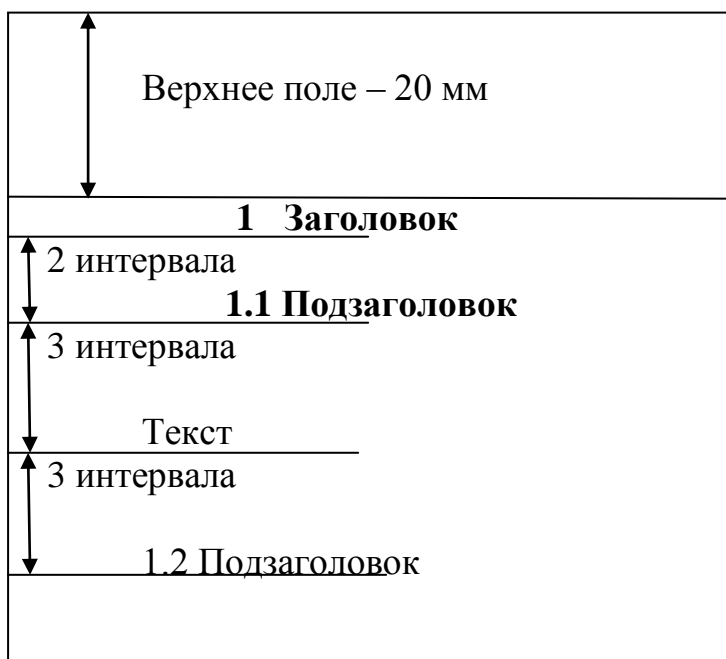 Верхнее поле – 20 мм
1 Заголовок
2 интервала
1.1 Подзаголовок
3 интервала
Текст
3 интервала
1.2 Подзаголовок